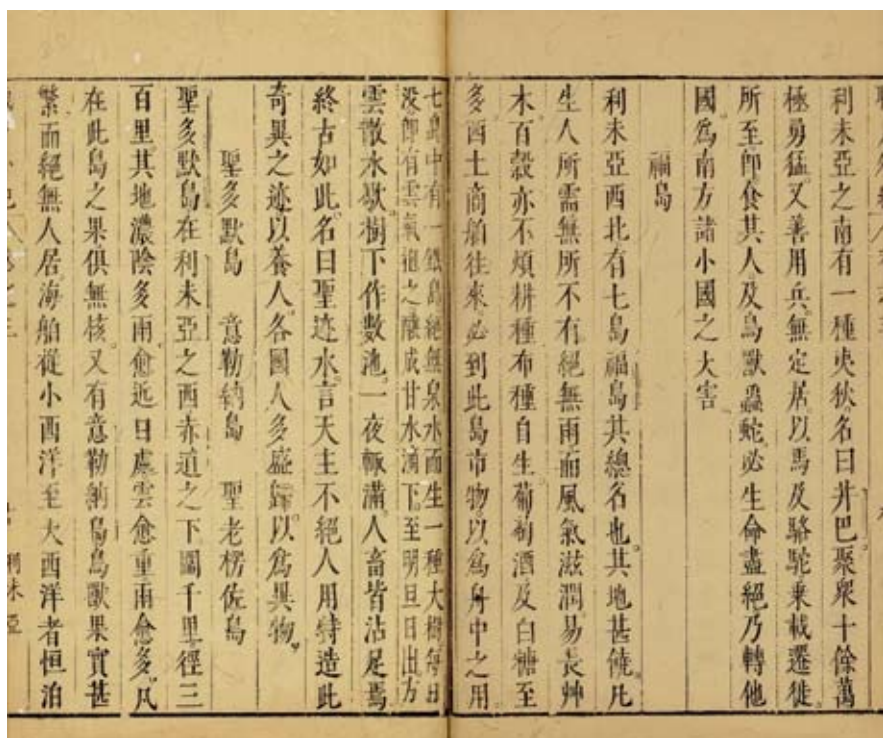 利未亞之南有一種夷狄名曰井巴聚衆十餘萬
極勇猛又善用兵無定居以馬及駱駝乘載遷徙
所至卽食其人及鳥獸蟲蛇必生命盡絕乃轉他
國爲南方諸小國之大害
福島
利未亞西北有七島福島其總名也其地甚饒凡
生人所需無所不有絕無雨而風氣滋潤易長艸
木百穀亦不煩耕種布種自生葡萄酒及白糖至
多西土商舶往來必到此島市物以爲舟中之用
七島中有一鐵島絕無泉水而生一種大樹每日
没卽有雲氣抱之釀成甘水滴下至明旦日出方
雲散水歇樹下作數池一夜輒滿人畜皆沾足焉
終古如此名曰聖迹水言天主不絕人用特造此
奇異之迹以養人各國人多盛歸以爲異物
聖多默島 意勒納島 聖老楞佐島
聖多默島在利未亞之西赤道之下圍千里徑三
百里其地濃陰多雨愈近日處雲愈重雨愈多凡
在此島之果俱無核又有意勒納島鳥獸果實甚
繁而絕無人居海舶從小西洋至大西洋者恒泊
利未亞